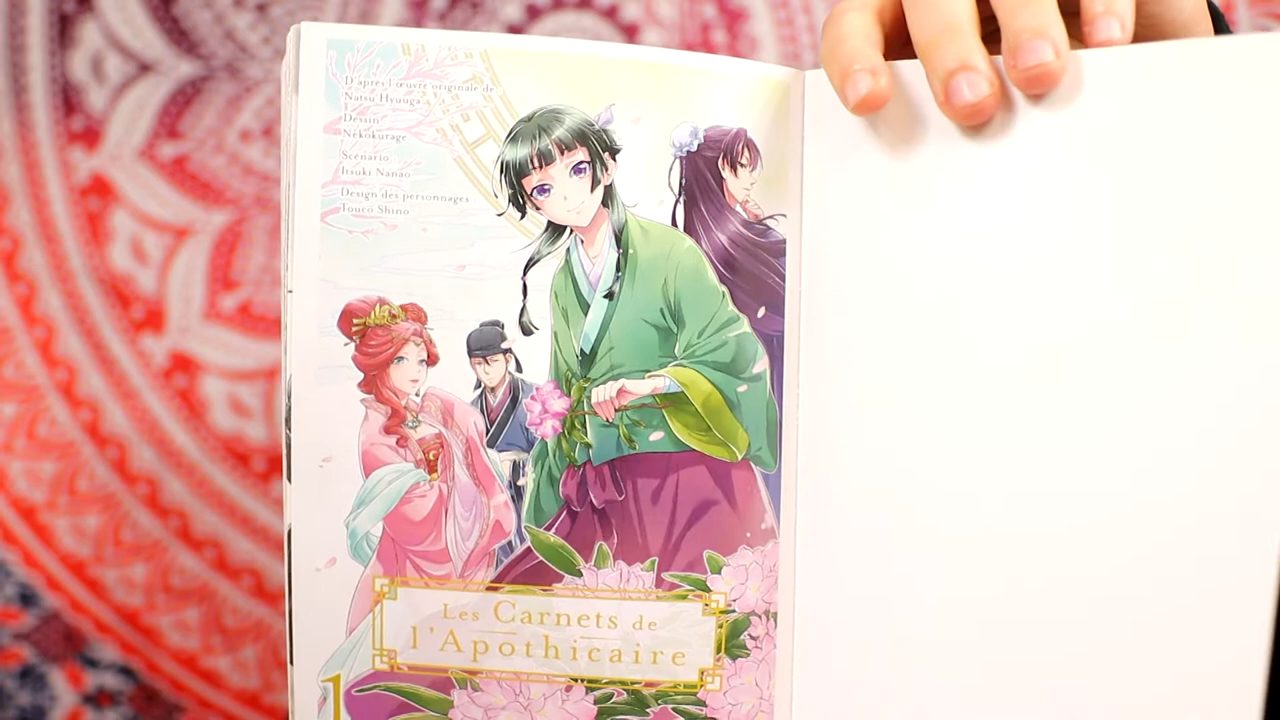 D'après l'œuvre originale de
Natsu Hyuuga
Dessin
Nekokurage
Scenario
Itsuki Nanao
Design des personnages
Touco Shino
Les Carnets de
l'Apothicaire
1